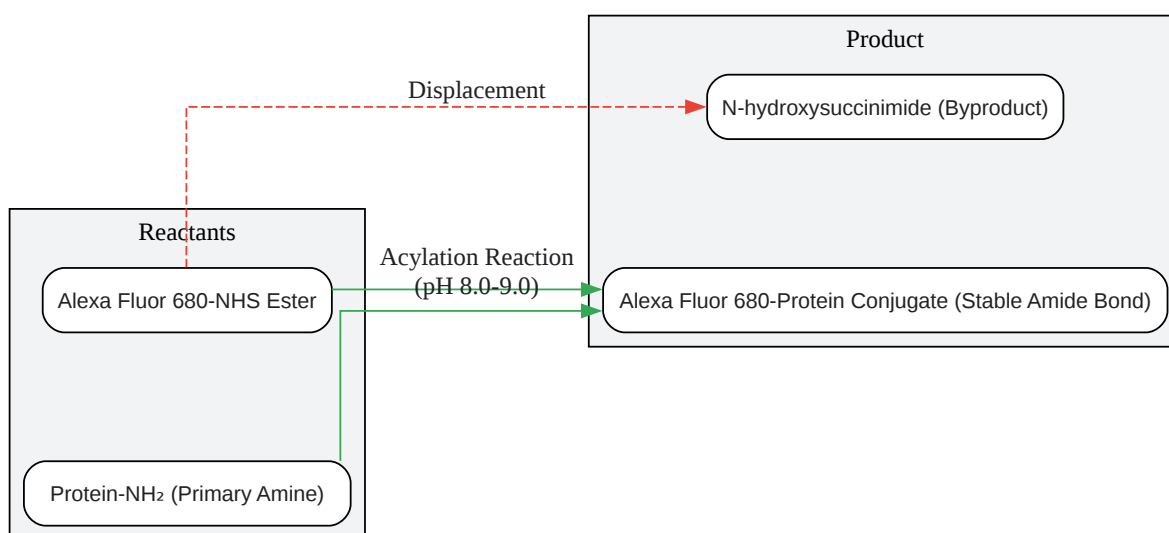 Product
Displacement
N-hydroxysuccinimide (Byproduct)
Reactants
Acylation Reaction
(pH 8.0-9.0)
Alexa Fluor 680-NHS Ester
Alexa Fluor 680-Protein Conjugate (Stable Amide Bond)
Protein-NH₂ (Primary Amine)